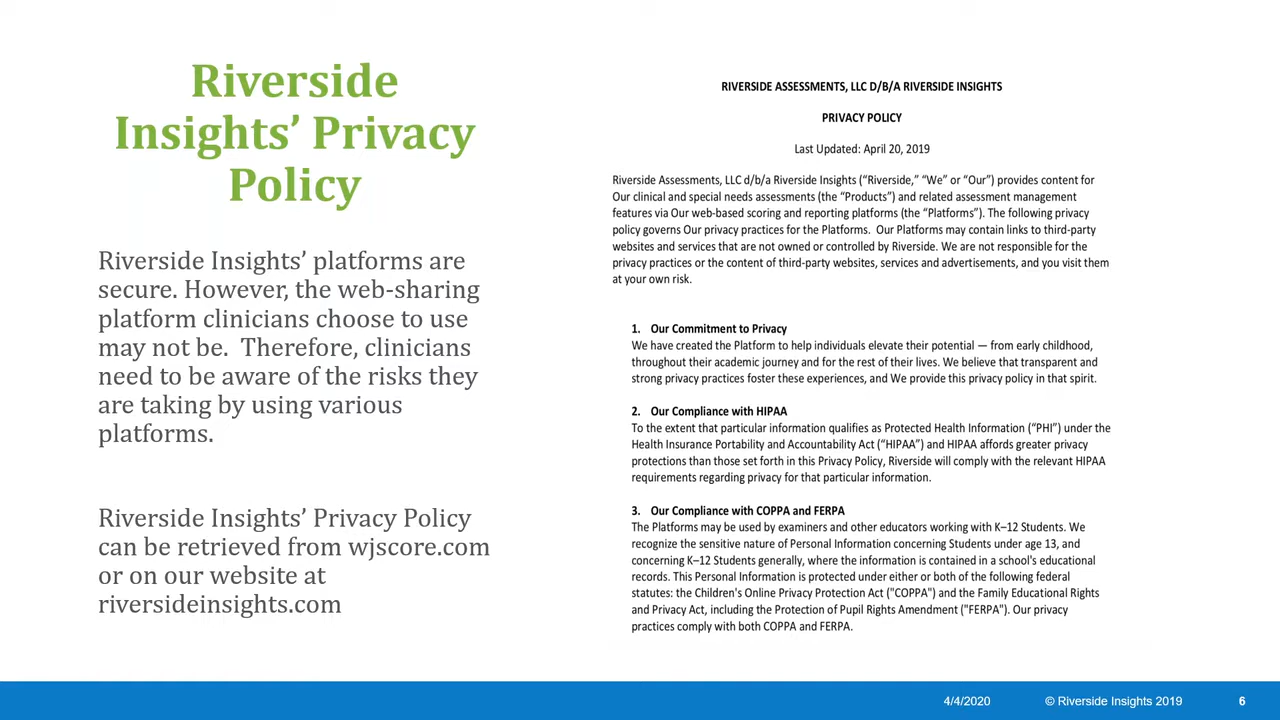 Riverside
Insights’ Privacy
Policy
Riverside Insights’ platforms are
secure. However, the web-sharing
platform clinicians choose to use
may not be.  Therefore, clinicians
need to be aware of the risks they
are taking by using various
platforms.
Riverside Insights’ Privacy Policy
can be retrieved from wjscore.com
or on our website at
riversideinsights.com
RIVERSIDE ASSESSMENTS, LLC D/B/A RIVERSIDE INSIGHTS
PRIVACY POLICY
Last Updated: April 20, 2019
Riverside Assessments, LLC d/b/a Riverside Insights (“Riverside,” “We” or “Our”) provides content for
Our clinical and special needs assessments (the “Products”) and related assessment management
features via Our web-based scoring and reporting platforms (the “Platforms”). The following privacy
policy governs Our privacy practices for the Platforms.  Our Platforms may contain links to third-party
websites and services that are not owned or controlled by Riverside. We are not responsible for the
privacy practices or the content of third-party websites, services and advertisements, and you visit them
at your own risk.
1. Our Commitment to Privacy
We have created the Platform to help individuals elevate their potential — from early childhood,
throughout their academic journey and for the rest of their lives. We believe that transparent and
strong privacy practices foster these experiences, and We provide this privacy policy in that spirit.
2. Our Compliance with HIPAA
To the extent that particular information qualifies as Protected Health Information (“PHI”) under the
Health Insurance Portability and Accountability Act (“HIPAA”) and HIPAA affords greater privacy
protections than those set forth in this Privacy Policy, Riverside will comply with the relevant HIPAA
requirements regarding privacy for that particular information.
3. Our Compliance with COPPA and FERPA
The Platforms may be used by examiners and other educators working with K–12 Students. We
recognize the sensitive nature of Personal Information concerning Students under age 13, and
concerning K–12 Students generally, where the information is contained in a school's educational
records. This Personal Information is protected under either or both of the following federal
statutes: the Children's Online Privacy Protection Act ("COPPA") and the Family Educational Rights
and Privacy Act, including the Protection of Pupil Rights Amendment ("FERPA"). Our privacy
practices comply with both COPPA and FERPA.
4/4/2020 © Riverside Insights 2019 6